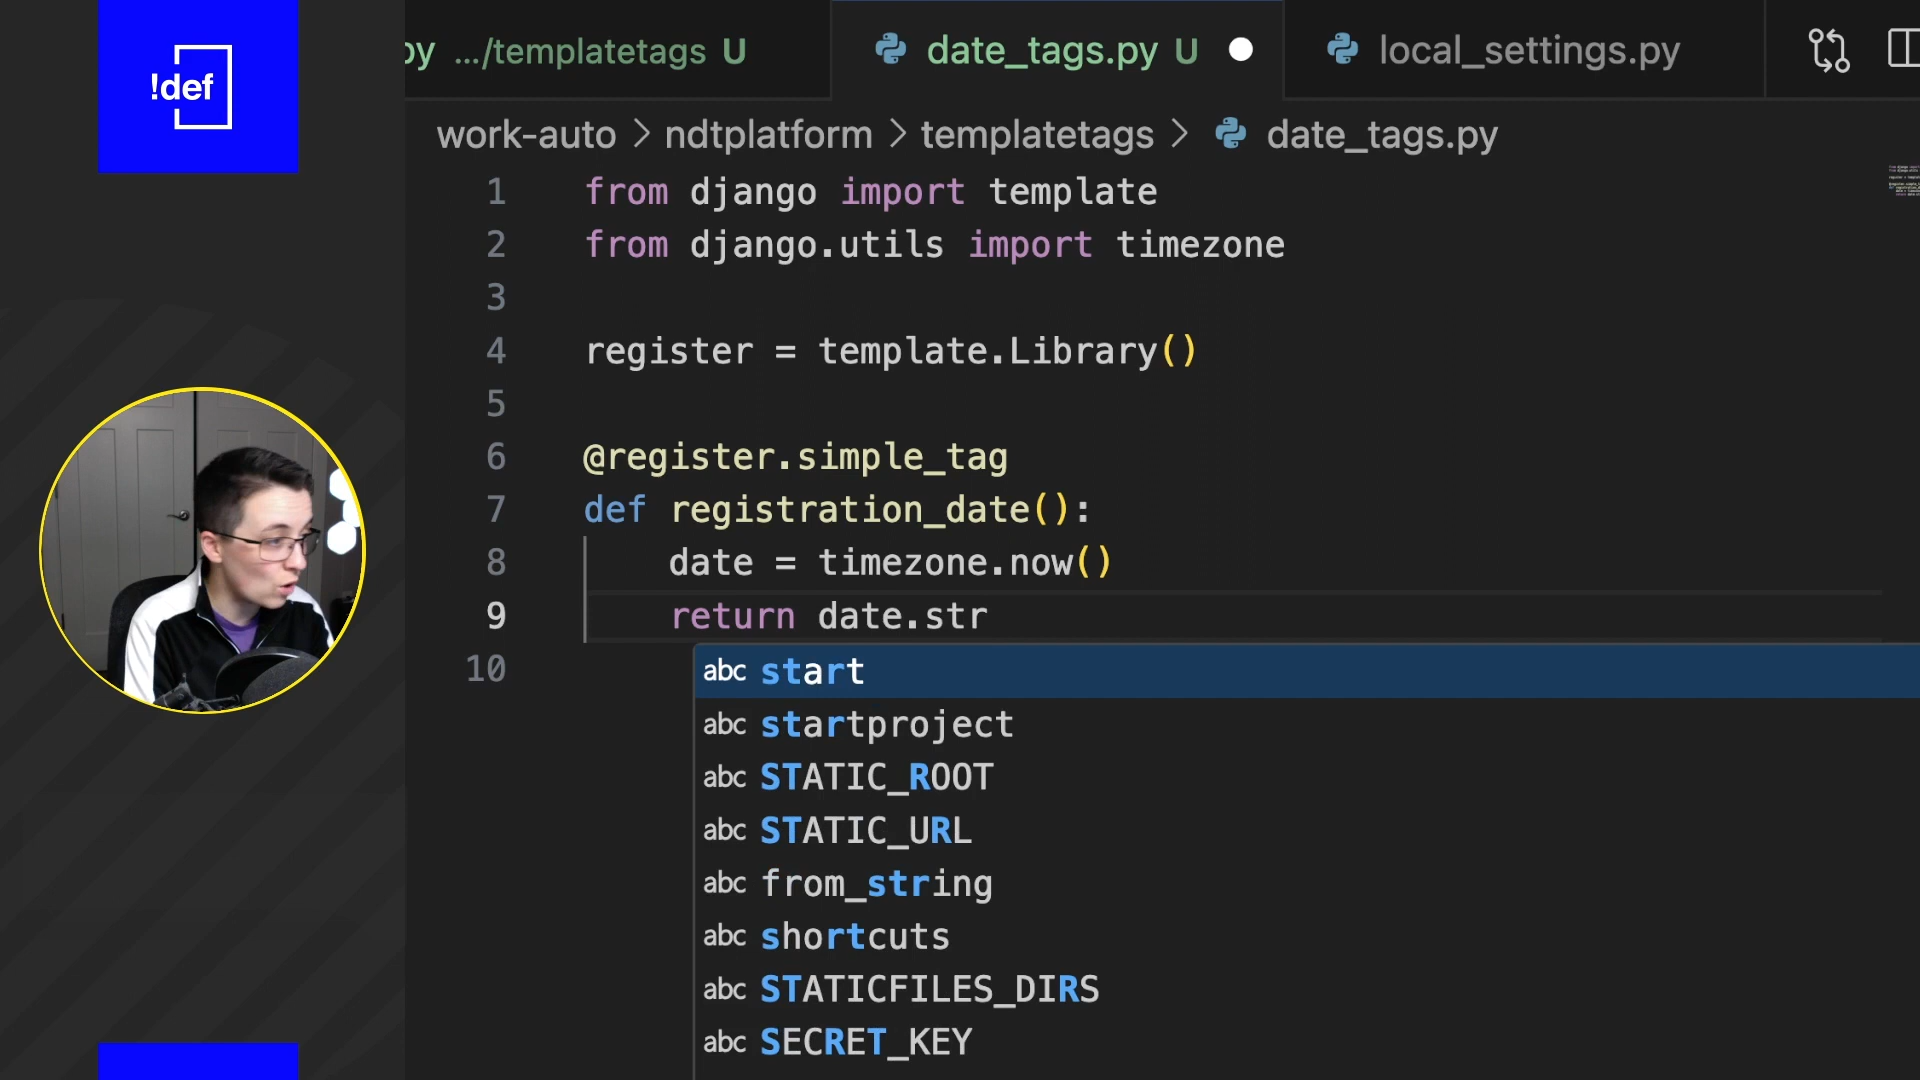 !def
py .../templatetags U
date_tags.py U
local_settings.py
work-auto > ndtplatform > templatetags > date_tags.py
1 from django import template
2 from django.utils import timezone
3
4 register = template.Library()
5
6 @register.simple_tag
7 def registration_date():
8 date = timezone.now()
9 return date.str
10
abc start
abc startproject
abc STATIC_ROOT
abc STATIC_URL
abc from_string
abc shortcuts
abc STATICFILES_DIRS
abc SECRET_KEY